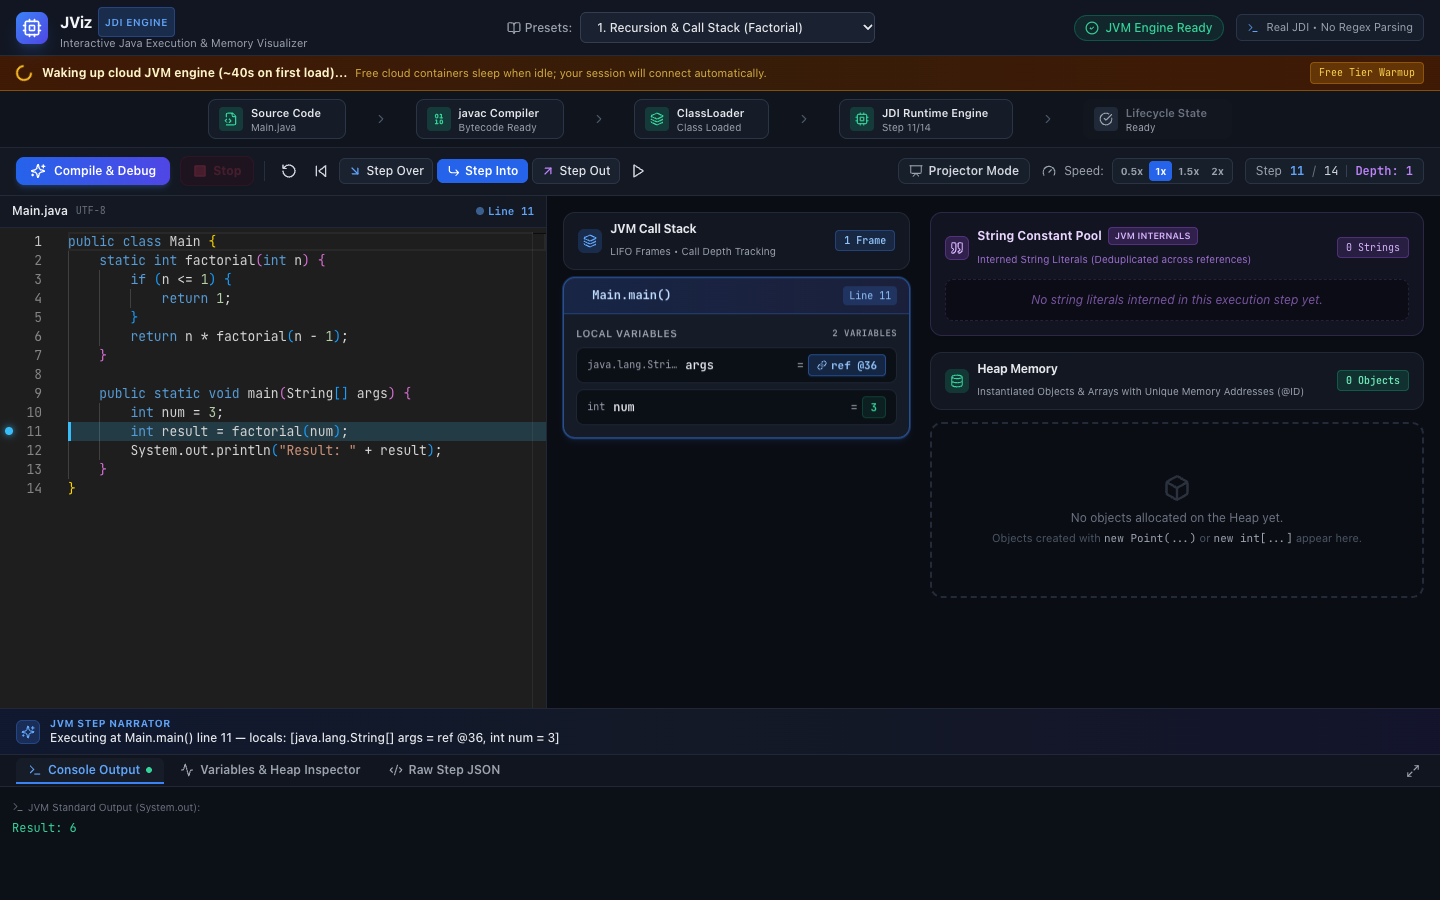 JViz JDI ENGINE
Interactive Java Execution & Memory Visualizer
Presets: 1. Recursion & Call Stack (Factorial)
JVM Engine Ready
Real JDI • No Regex Parsing
Waking up cloud JVM engine (~40s on first load)... Free cloud containers sleep when idle; your session will connect automatically.
Free Tier Warmup
Source Code
Main.java
javac Compiler
Bytecode Ready
ClassLoader
Class Loaded
JDI Runtime Engine
Step 11/14
Lifecycle State
Ready
Compile & Debug
Stop
Step Over
Step Into
Step Out
Projector Mode
Speed: 0.5x 1x 1.5x 2x
Step 11 / 14 | Depth: 1
Main.java UTF-8
Line 11
1 public class Main {
2 static int factorial(int n) {
3 if (n <= 1) {
4 return 1;
5 }
6 return n * factorial(n - 1);
7 }
8
9 public static void main(String[] args) {
10 int num = 3;
11 int result = factorial(num);
12 System.out.println("Result: " + result);
13 }
14 }
JVM Call Stack
LIFO Frames • Call Depth Tracking
1 Frame
Main.main()
Line 11
LOCAL VARIABLES
2 VARIABLES
java.lang.Stri… args = ref @36
int num = 3
String Constant Pool JVM INTERNALS
Interned String Literals (Deduplicated across references)
0 Strings
No string literals interned in this execution step yet.
Heap Memory
Instantiated Objects & Arrays with Unique Memory Addresses (@ID)
0 Objects
No objects allocated on the Heap yet.
Objects created with new Point(...) or new int[...] appear here.
JVM STEP NARRATOR
Executing at Main.main() line 11 — locals: [java.lang.String[] args = ref @36, int num = 3]
Console Output
Variables & Heap Inspector
Raw Step JSON
JVM Standard Output (System.out):
Result: 6